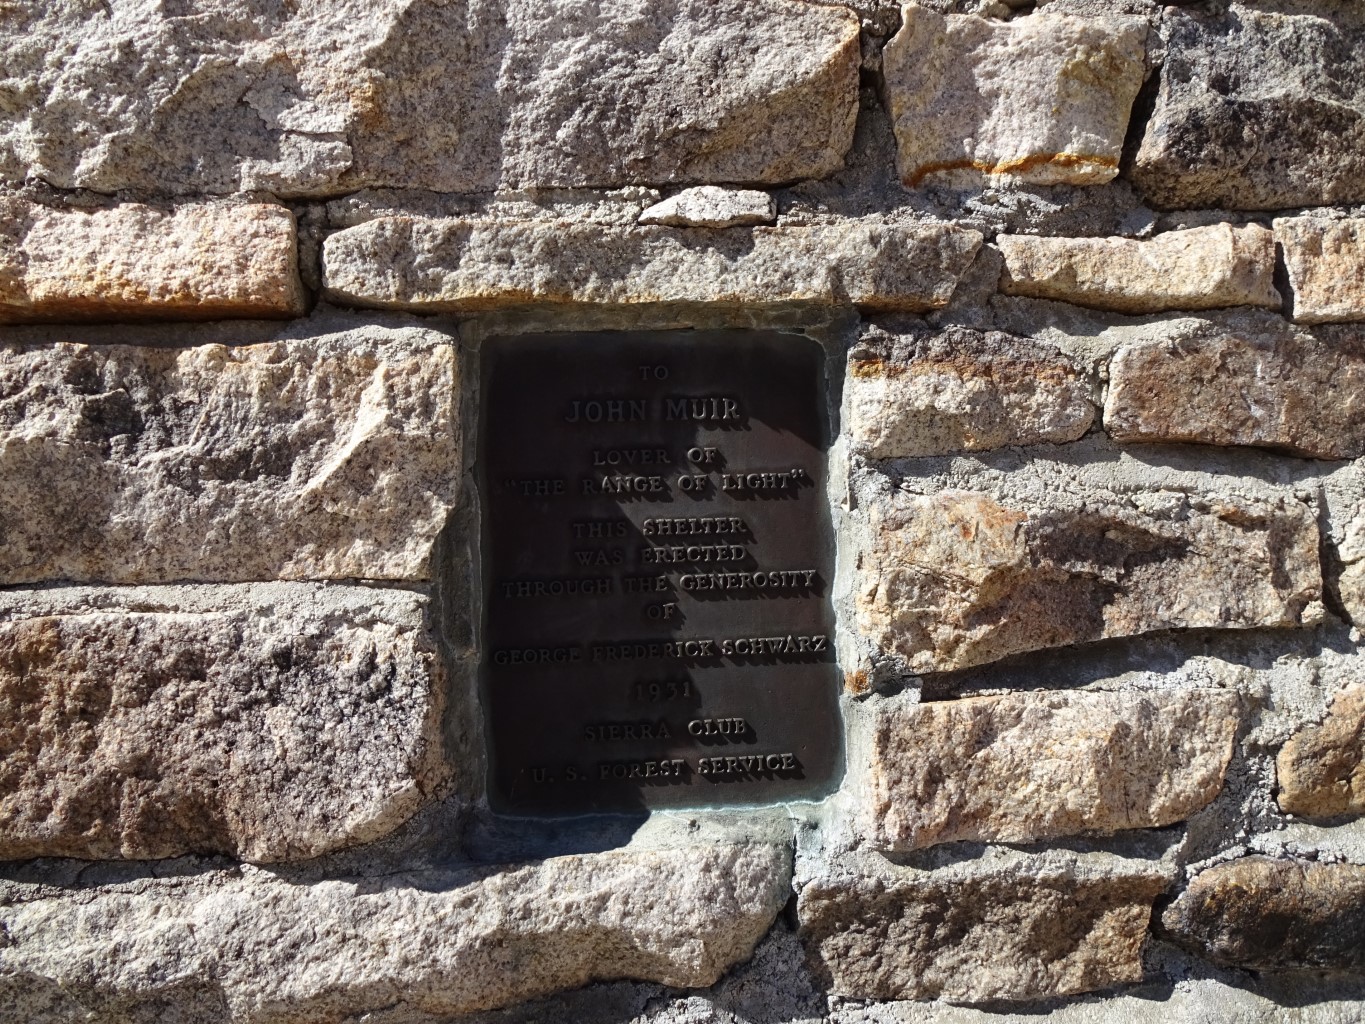 TO
JOHN MUIR
LOVER OF
"THE RANGE OF LIGHT"
THIS SHELTER
WAS ERECTED
THROUGH THE GENEROSITY
OF
GEORGE FREDERICK SCHWARZ
1931
SIERRA CLUB
U. S. FOREST SERVICE